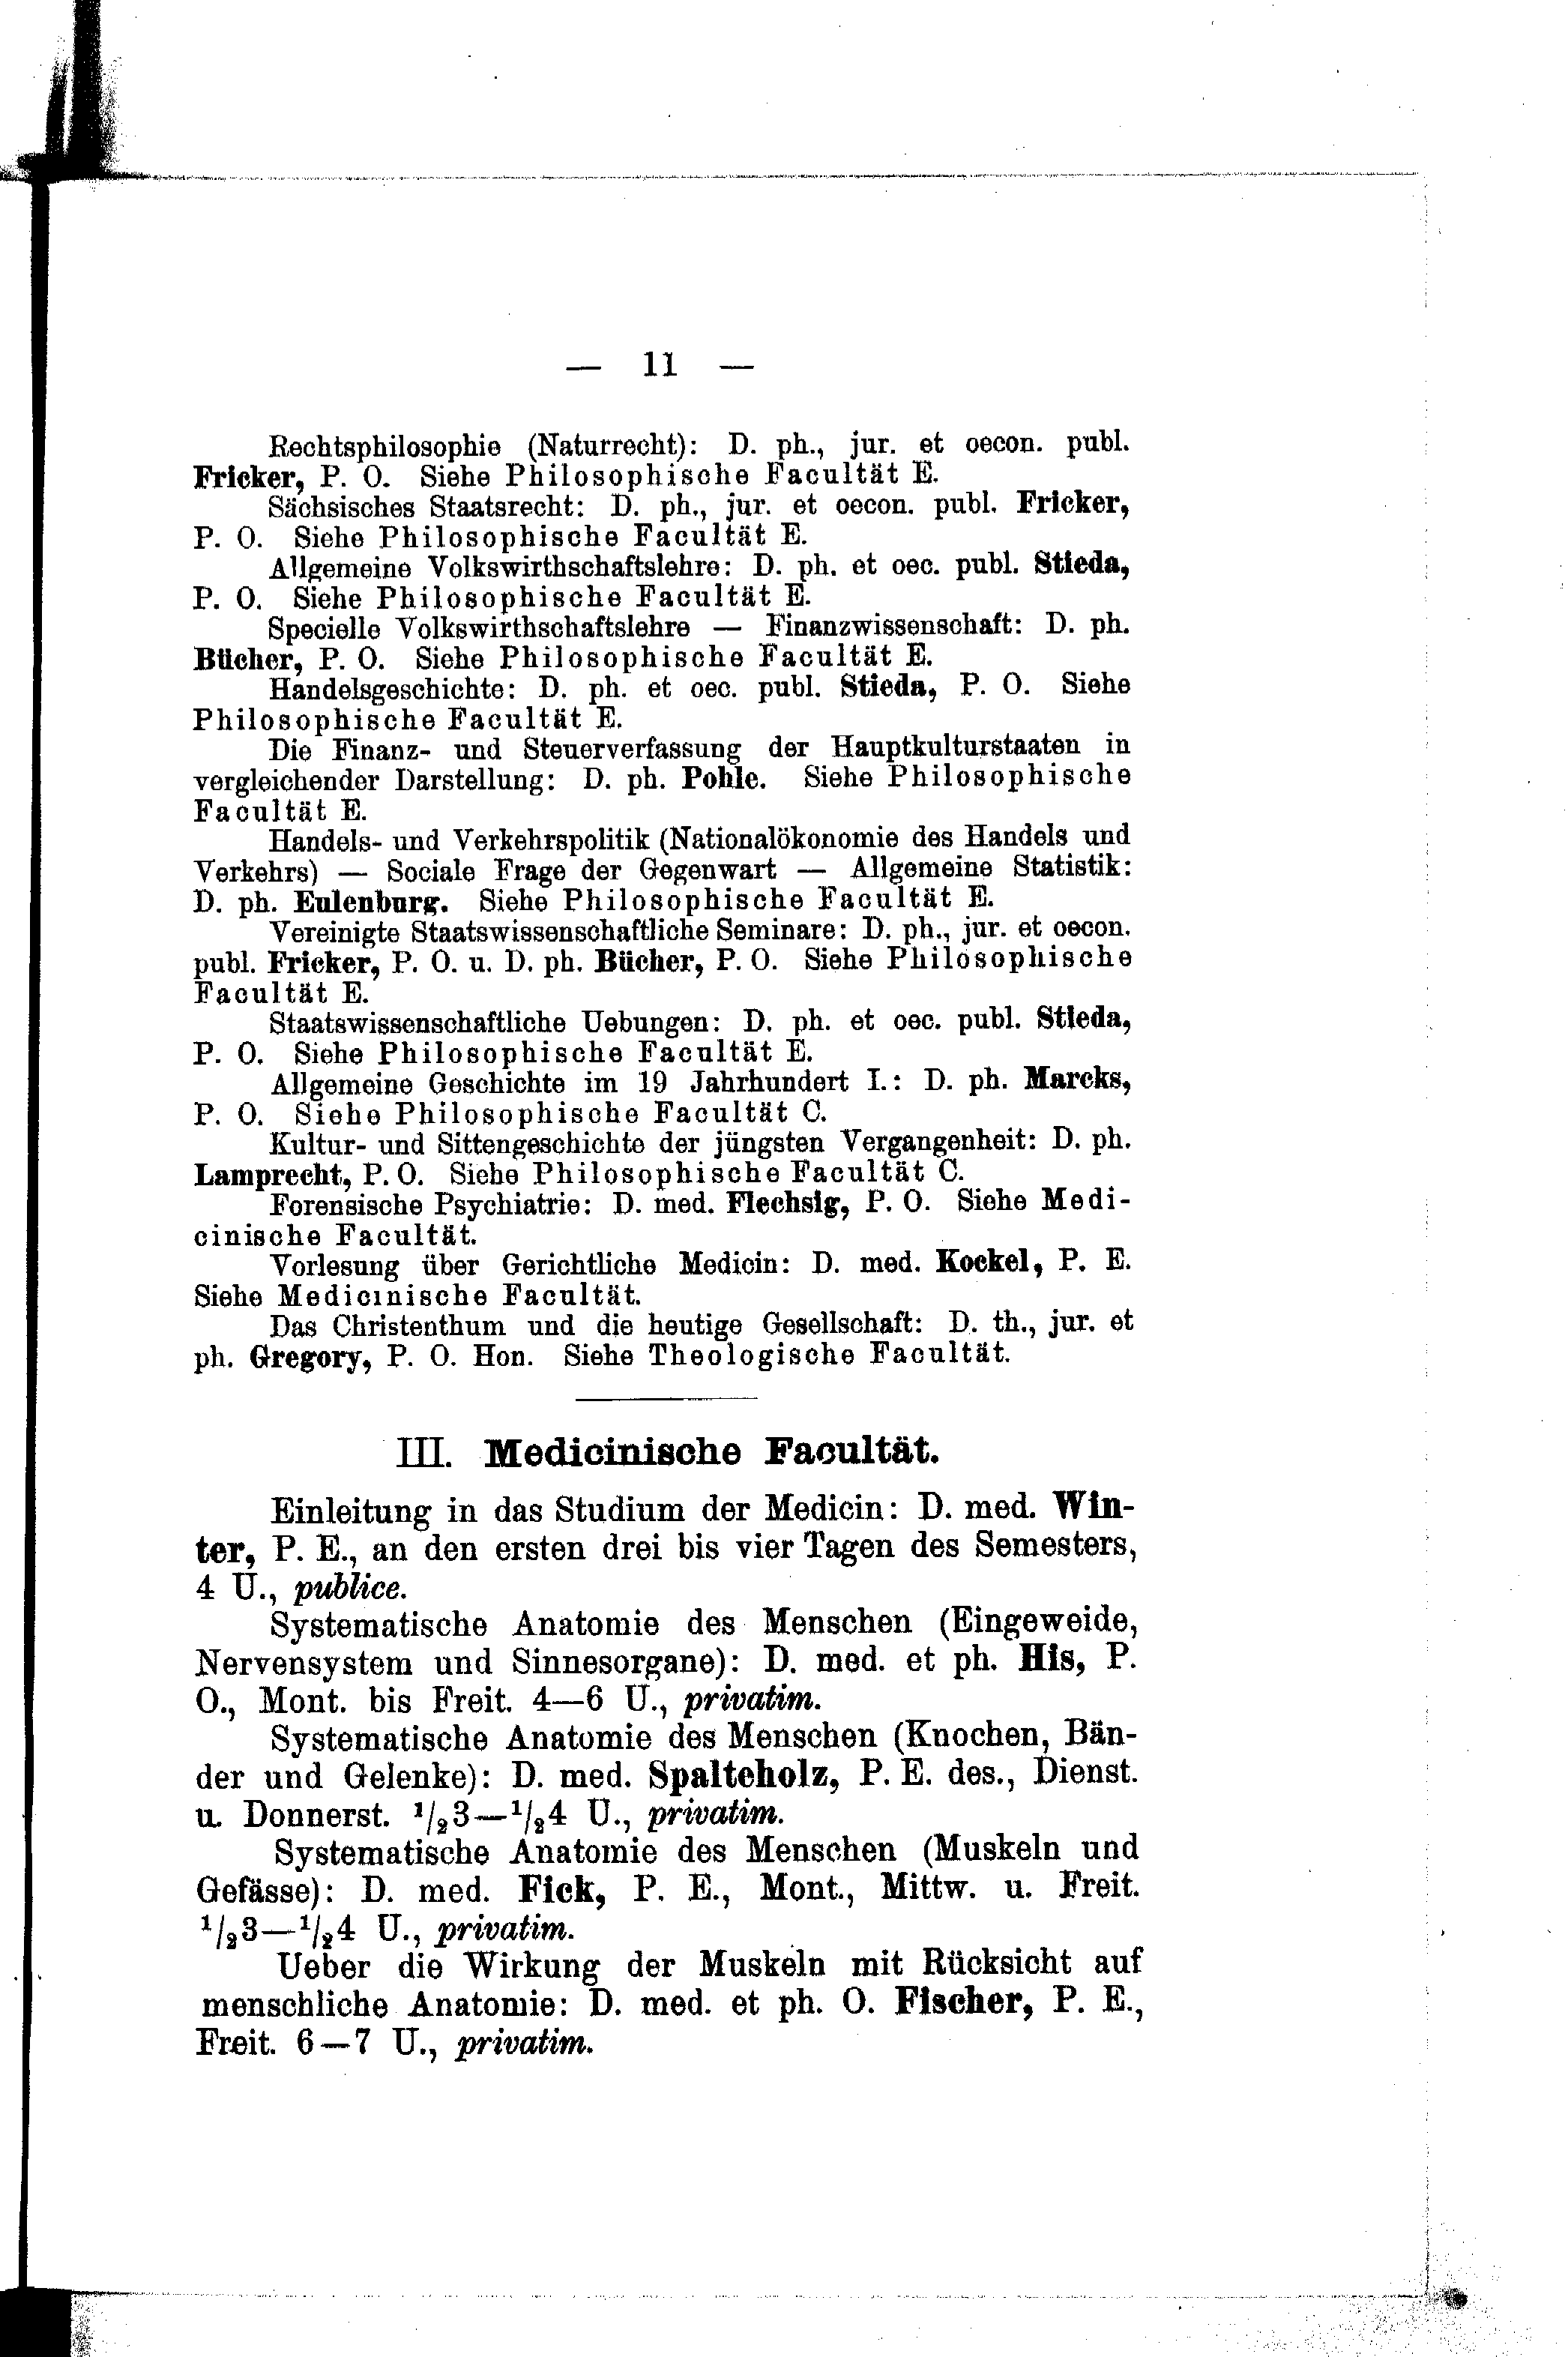 — 11 —
Rechtsphilosophie (Naturrecht): D. ph., jur. et oecon. publ.
Fricker, P. O. Siehe Philosophische Facultät E.
Sächsisches Staatsrecht: D. ph., jur. et oecon. publ. Fricker,
P. O. Siehe Philosophische Facultät E.
Allgemeine Volkswirthschaftslehre: D. ph. et oec. publ. Stieda,
P. O. Siehe Philosophische Facultät E.
Specielle Volkswirthschaftslehre — Finanzwissenschaft: D. ph.
Bücher, P. O. Siehe Philosophische Facultät E.
Handelsgeschichte: D. ph. et oec. publ. Stieda, P. O. Siehe
Philosophische Facultät E.
Die Finanz- und Steuerverfassung der Hauptkulturstaaten in
vergleichender Darstellung: D. ph. Pohle. Siehe Philosophische
Facultät E.
Handels- und Verkehrspolitik (Nationalökonomie des Handels und
Verkehrs) — Sociale Frage der Gegenwart — Allgemeine Statistik:
D. ph. Eulenburg. Siehe Philosophische Facultät E.
Vereinigte Staatswissenschaftliche Seminare: D. ph., jur. et oecon.
publ. Fricker, P. O. u. D. ph. Bücher, P. O. Siehe Philosophische
Facultät E.
Staatswissenschaftliche Uebungen: D. ph. et oec. publ. Stieda,
P. O. Siehe Philosophische Facultät E.
Allgemeine Geschichte im 19 Jahrhundert I.: D. ph. Marcks,
P. O. Siehe Philosophische Facultät C.
Kultur- und Sittengeschichte der jüngsten Vergangenheit: D. ph.
Lamprecht, P. O. Siehe Philosophische Facultät C.
Forensische Psychiatrie: D. med. Flechsig, P. O. Siehe Medi-
cinische Facultät.
Vorlesung über Gerichtliche Medicin: D. med. Kockel, P. E.
Siehe Medicinische Facultät.
Das Christenthum und die heutige Gesellschaft: D. th., jur. et
ph. Gregory, P. O. Hon. Siehe Theologische Facultät.
III. Medicinische Facultät.
Einleitung in das Studium der Medicin: D. med. Win-
ter, P. E., an den ersten drei bis vier Tagen des Semesters,
4 U., publice.
Systematische Anatomie des Menschen (Eingeweide,
Nervensystem und Sinnesorgane): D. med. et ph. His, P.
O., Mont. bis Freit. 4—6 U., privatim.
Systematische Anatomie des Menschen (Knochen, Bän-
der und Gelenke): D. med. Spalteholz, P. E. des., Dienst.
u. Donnerst. 1/23—1/24 U., privatim.
Systematische Anatomie des Menschen (Muskeln und
Gefässe): D. med. Fick, P. E., Mont., Mittw. u. Freit.
1/23—1/24 U., privatim.
Ueber die Wirkung der Muskeln mit Rücksicht auf
menschliche Anatomie: D. med. et ph. O. Fischer, P. E.,
Freit. 6—7 U., privatim.